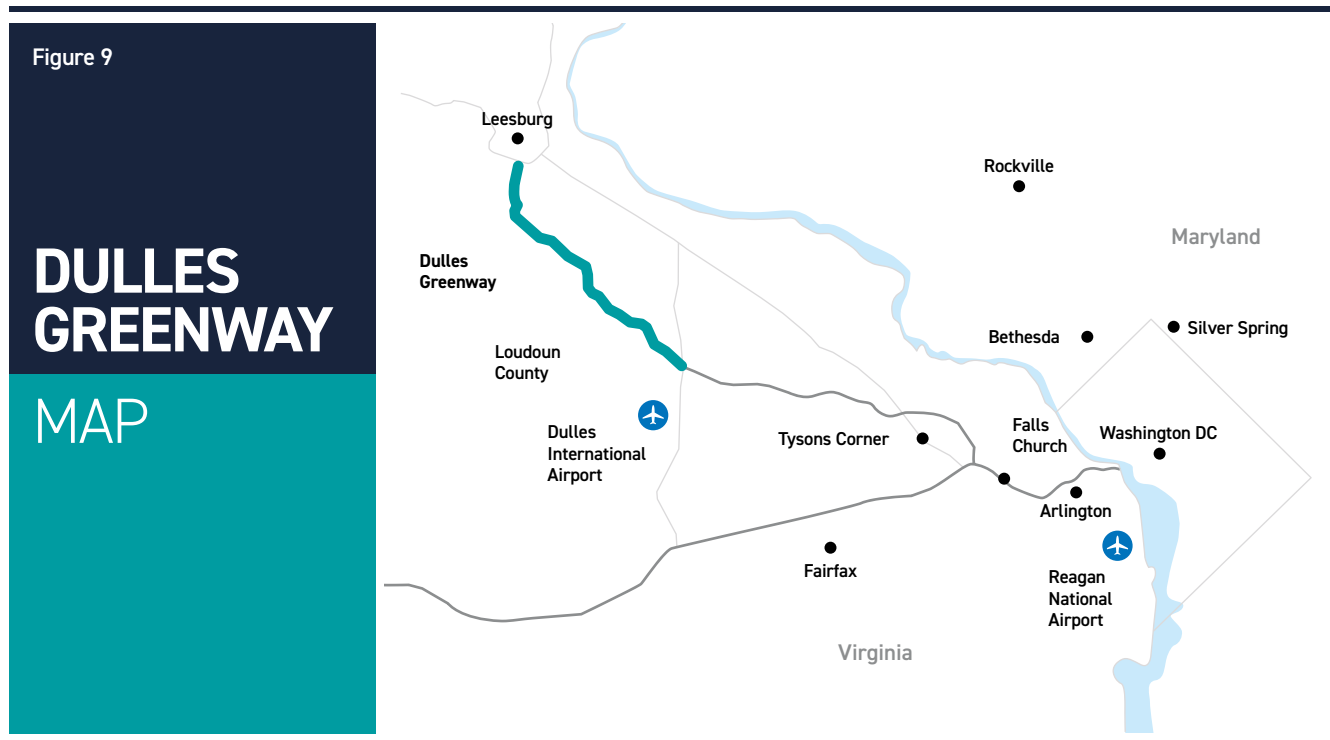 Figure 9
DULLES
GREENWAY
MAP
Leesburg
Rockville
Maryland
Dulles
Greenway
Silver Spring
Bethesda
Loudoun
County
Falls
Church
Washington DC
Tysons Corner
Dulles
International
Airport
Arlington
Fairfax
Reagan
National
Airport
Virginia